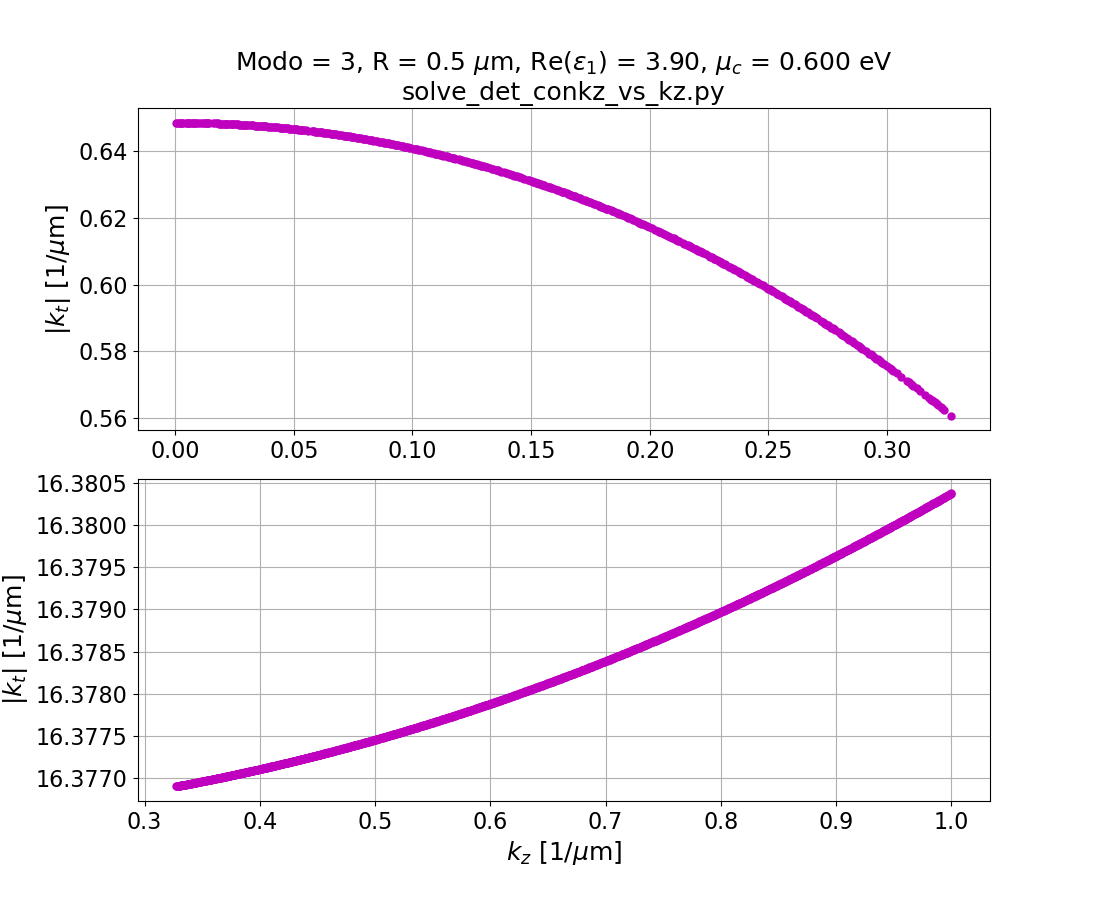 Modo = 3, R = 0.5 μm, Re(ε₁) = 3.90, μ_c = 0.600 eV
solve_det_conkz_vs_kz.py
|k_t| [1/μm]
0.64
0.62
0.60
0.58
0.56
0.00 0.05 0.10 0.15 0.20 0.25 0.30
|k_t| [1/μm]
16.3805
16.3800
16.3795
16.3790
16.3785
16.3780
16.3775
16.3770
0.3 0.4 0.5 0.6 0.7 0.8 0.9 1.0
k_z [1/μm]